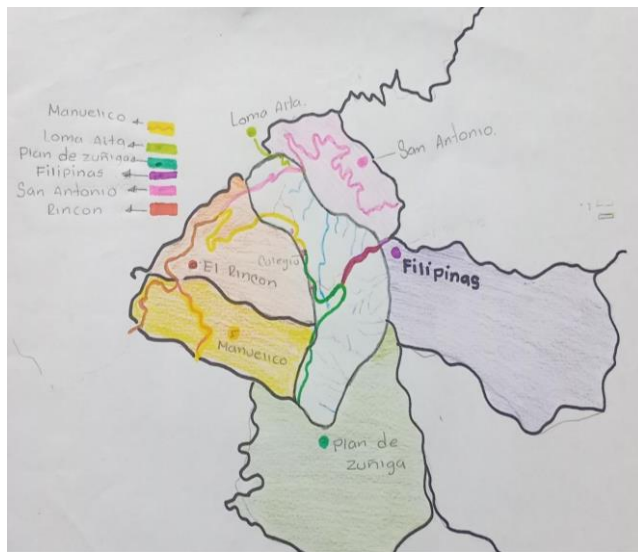 Manuelico
Loma Alta
Plan de zuñiga
Filipinas
San Antonio
Rincon
Loma Alta.
San Antonio.
Colegio
El Rincon
Filipinas
Manuelico
Plan de
zuñiga